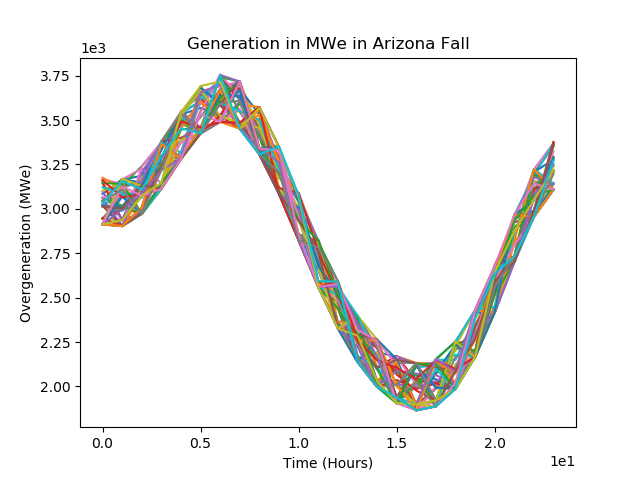 Generation in MWe in Arizona Fall
1e3
3.75
3.50
3.25
3.00
2.75
2.50
2.25
2.00
Overgeneration (MWe)
0.0 0.5 1.0 1.5 2.0
Time (Hours)
1e1